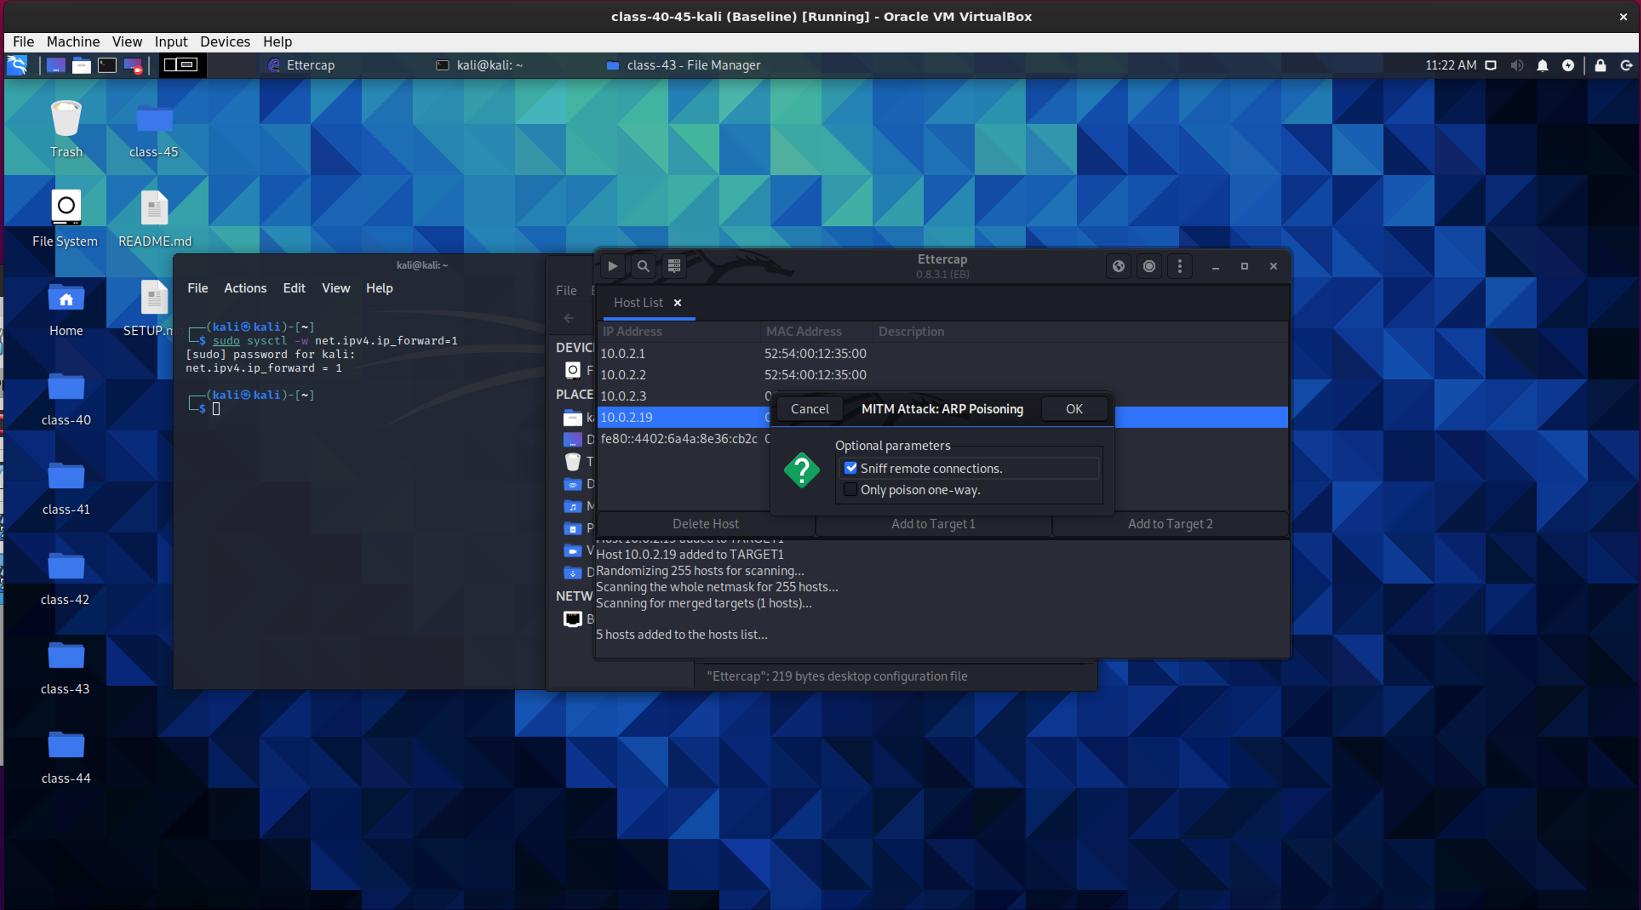 class-40-45-kali (Baseline) [Running] - Oracle VM VirtualBox
File Machine View Input Devices Help
Ettercap
kali@kali: ~
class-43 - File Manager
11:22 AM
Trash
class-45
File System
README.md
Home
SETUP.m
class-40
class-41
class-42
class-43
class-44
kali@kali: ~
File Actions Edit View Help
(kali㉿kali)-[~]
$ sudo sysctl -w net.ipv4.ip_forward=1
[sudo] password for kali:
net.ipv4.ip_forward = 1
(kali㉿kali)-[~]
$
File
DEVIC
PLACE
NETW
Ettercap
0.8.3.1 (EB)
Host List
IP Address MAC Address Description
10.0.2.1 52:54:00:12:35:00
10.0.2.2 52:54:00:12:35:00
10.0.2.3
10.0.2.19
fe80::4402:6a4a:8e36:cb2c
Cancel MITM Attack: ARP Poisoning OK
Optional parameters
Sniff remote connections.
Only poison one-way.
Delete Host Add to Target 1 Add to Target 2
Host 10.0.2.19 added to TARGET1
Host 10.0.2.19 added to TARGET1
Randomizing 255 hosts for scanning...
Scanning the whole netmask for 255 hosts...
Scanning for merged targets (1 hosts)...
5 hosts added to the hosts list...
"Ettercap": 219 bytes desktop configuration file